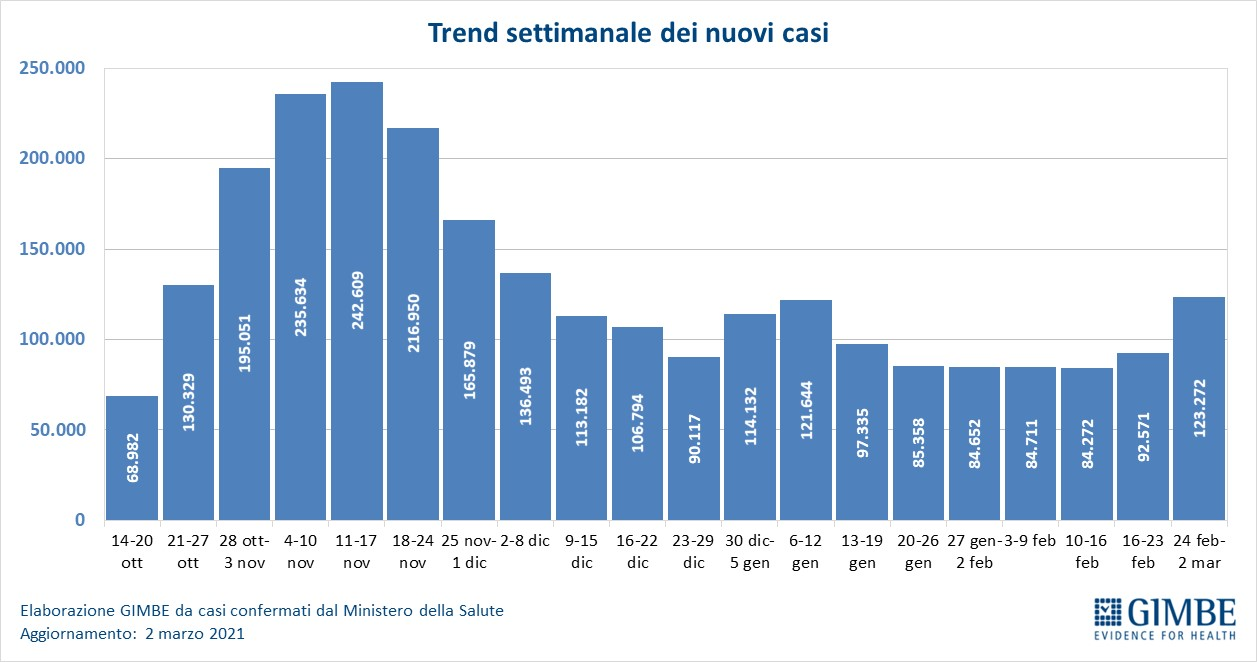 Trend settimanale dei nuovi casi
250.000
200.000
150.000
100.000
50.000
0
68.982
130.329
195.051
235.634
242.609
216.950
165.879
136.493
113.182
106.794
90.117
114.132
121.644
97.335
85.358
84.652
84.711
84.272
92.571
123.272
14-20 ott
21-27 ott
28 ott-3 nov
4-10 nov
11-17 nov
18-24 nov
25 nov-1 dic
2-8 dic
9-15 dic
16-22 dic
23-29 dic
30 dic-5 gen
6-12 gen
13-19 gen
20-26 gen
27 gen-2 feb
3-9 feb
10-16 feb
16-23 feb
24 feb-2 mar
Elaborazione GIMBE da casi confermati dal Ministero della Salute
Aggiornamento: 2 marzo 2021
GIMBE
EVIDENCE FOR HEALTH